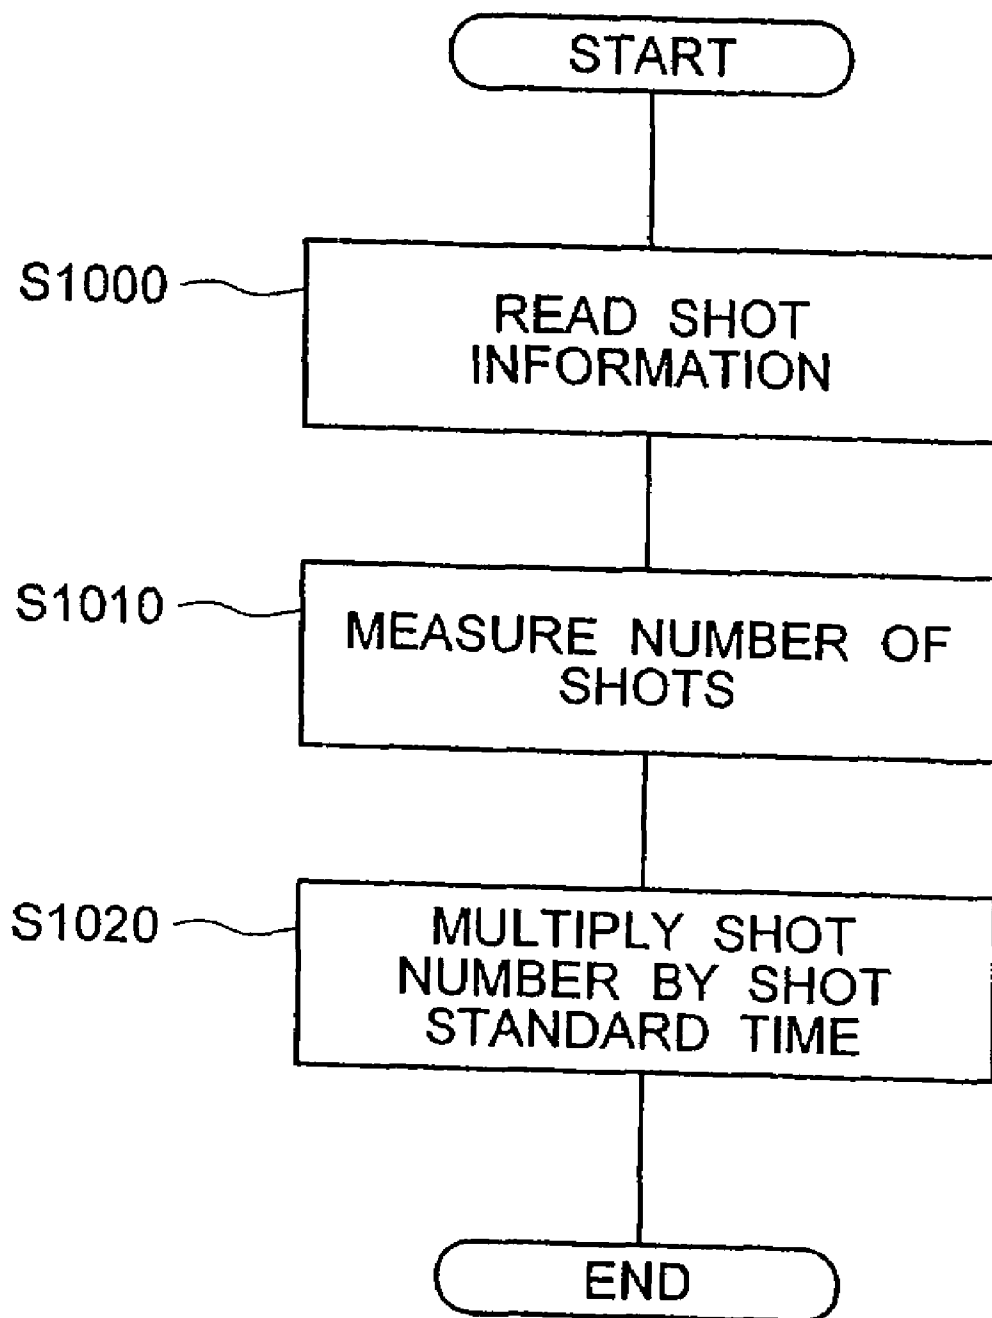 START
S1000
READ SHOT
INFORMATION
S1010
MEASURE NUMBER OF
SHOTS
S1020
MULTIPLY SHOT
NUMBER BY SHOT
STANDARD TIME
END